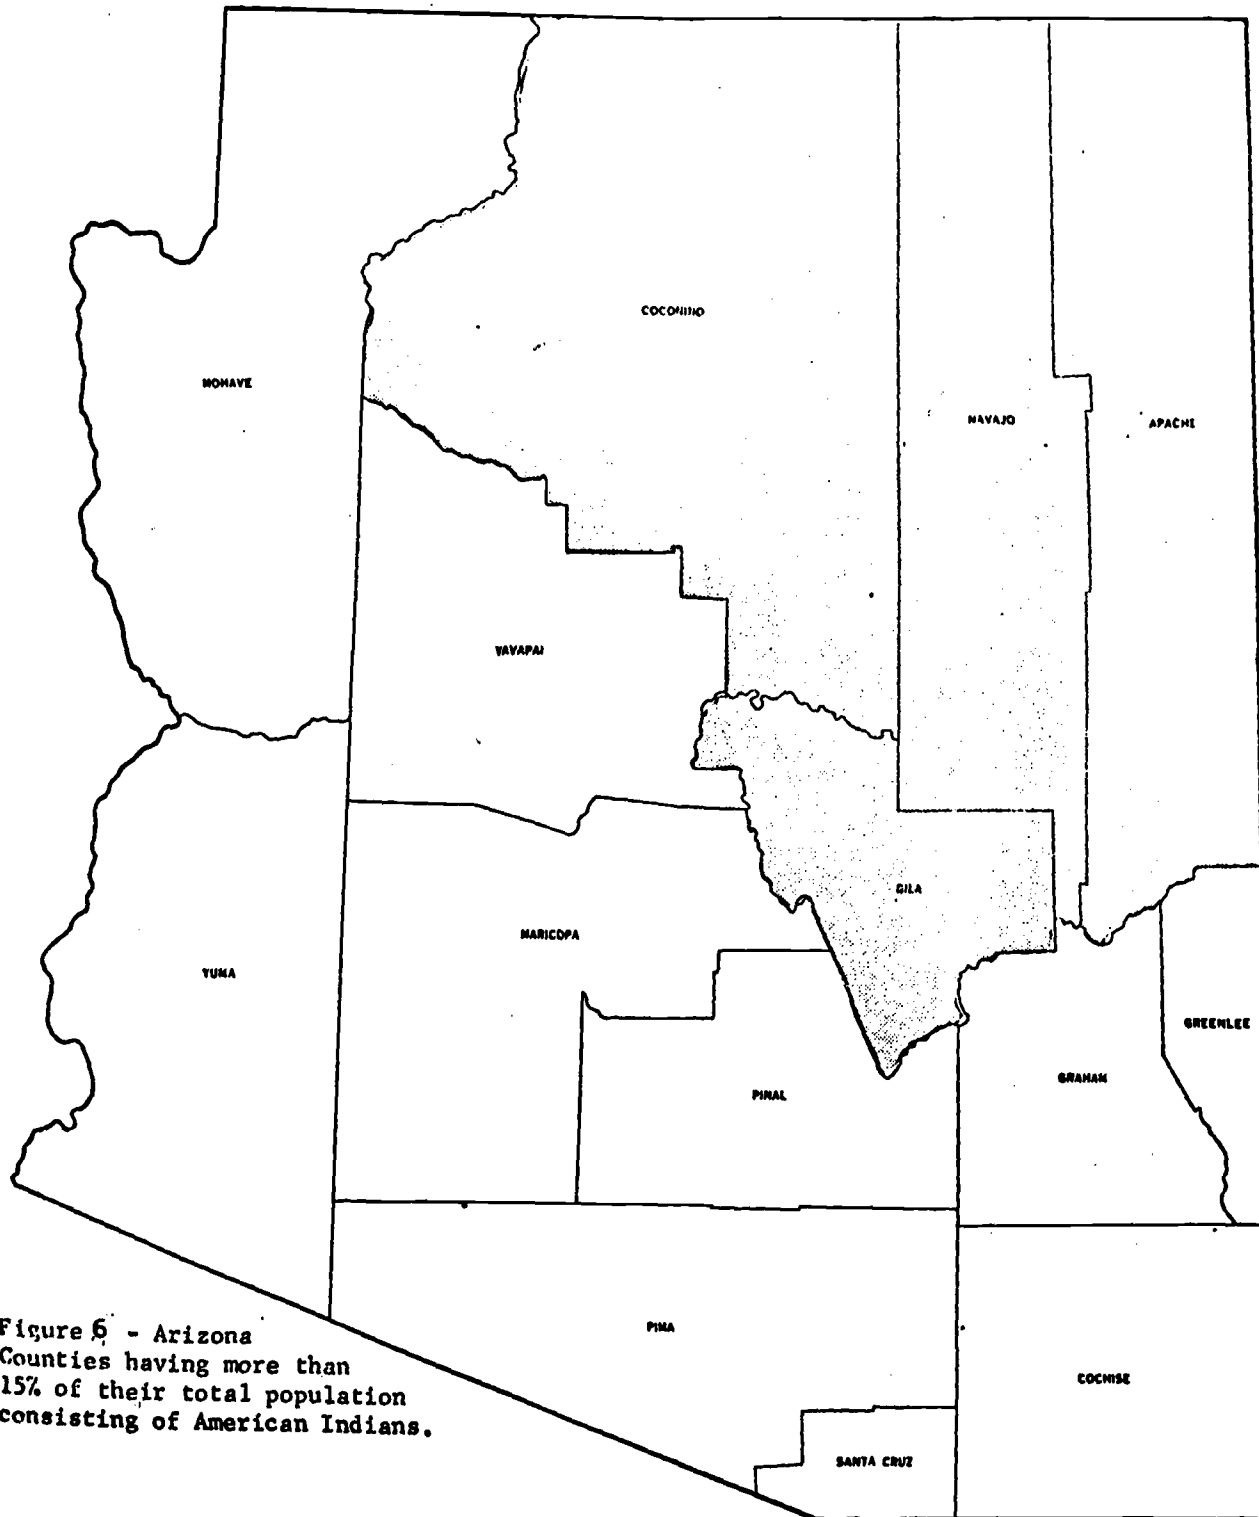 COCONINO
MOHAVE
NAVAJO
APACHE
YAVAPAI
GILA
MARICOPA
YUMA
GREENLEE
GRAHAM
PINAL
Figure 6 - Arizona
Counties having more than
15% of their total population
consisting of American Indians.
PIMA
COCHISE
SANTA CRUZ